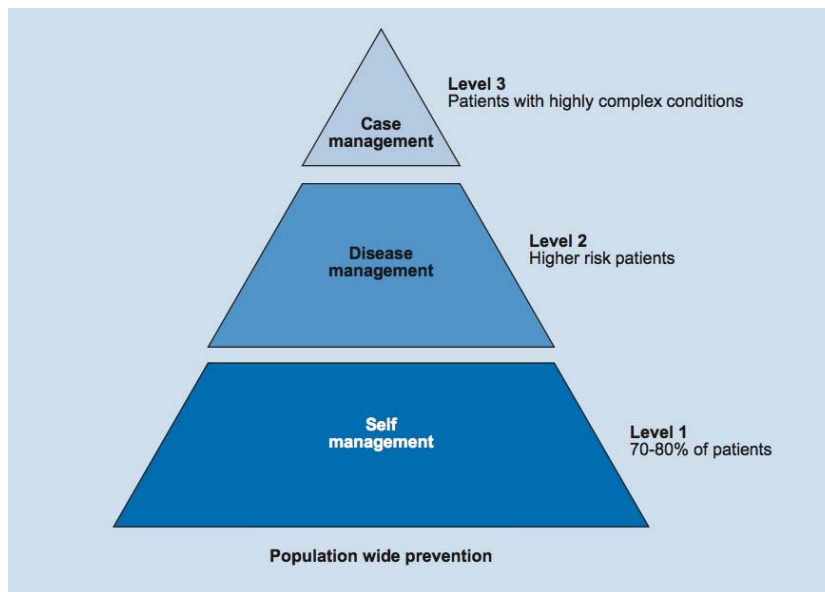 Level 3
Patients with highly complex conditions
Case
management
Level 2
Higher risk patients
Disease
management
Self
management
Level 1
70-80% of patients
Population wide prevention